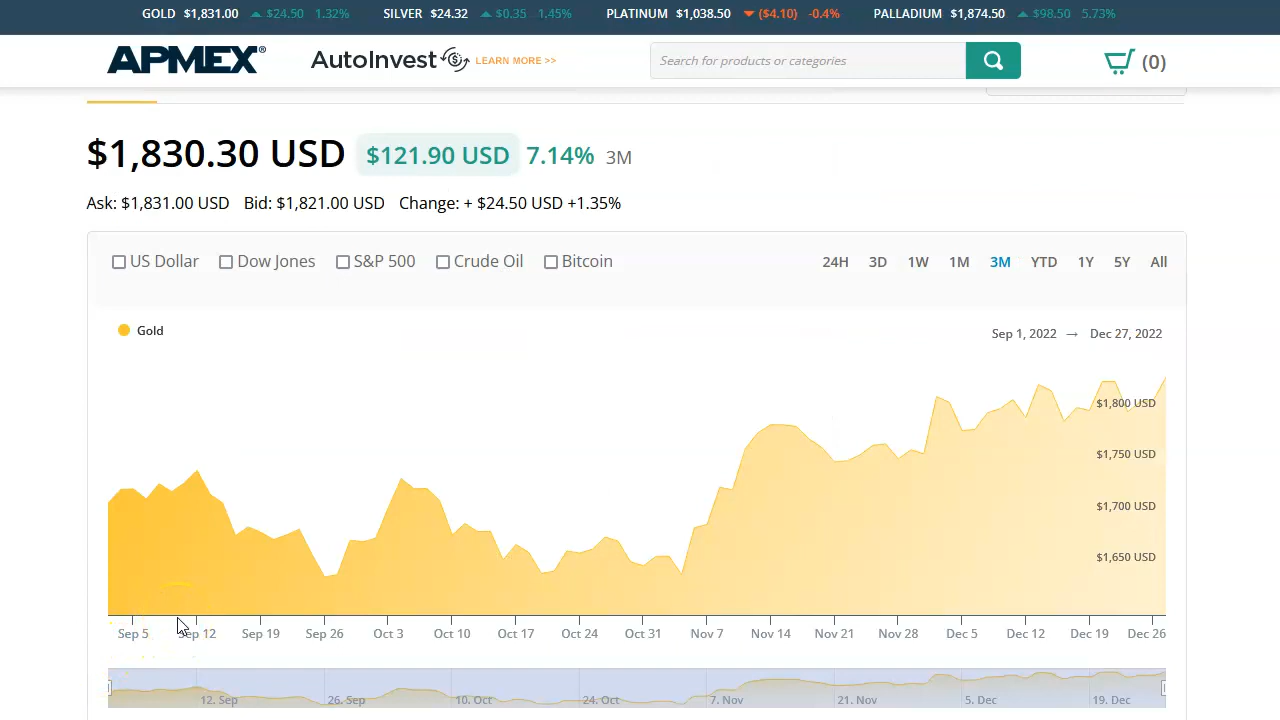 GOLD $1,831.00 $24.50 1.32% SILVER $24.32 $0.35 1.45% PLATINUM $1,038.50 ($4.10) -0.4% PALLADIUM $1,874.50 $98.50 5.73%
APMEX® AutoInvest LEARN MORE >> Search for products or categories (0)
$1,830.30 USD $121.90 USD 7.14% 3M
Ask: $1,831.00 USD Bid: $1,821.00 USD Change: + $24.50 USD +1.35%
US Dollar Dow Jones S&P 500 Crude Oil Bitcoin 24H 3D 1W 1M 3M YTD 1Y 5Y All
Gold Sep 1, 2022 → Dec 27, 2022
$1,800 USD
$1,750 USD
$1,700 USD
$1,650 USD
Sep 5 Sep 12 Sep 19 Sep 26 Oct 3 Oct 10 Oct 17 Oct 24 Oct 31 Nov 7 Nov 14 Nov 21 Nov 28 Dec 5 Dec 12 Dec 19 Dec 26
12. Sep 26. Sep 10. Oct 24. Oct 7. Nov 21. Nov 5. Dec 19. Dec